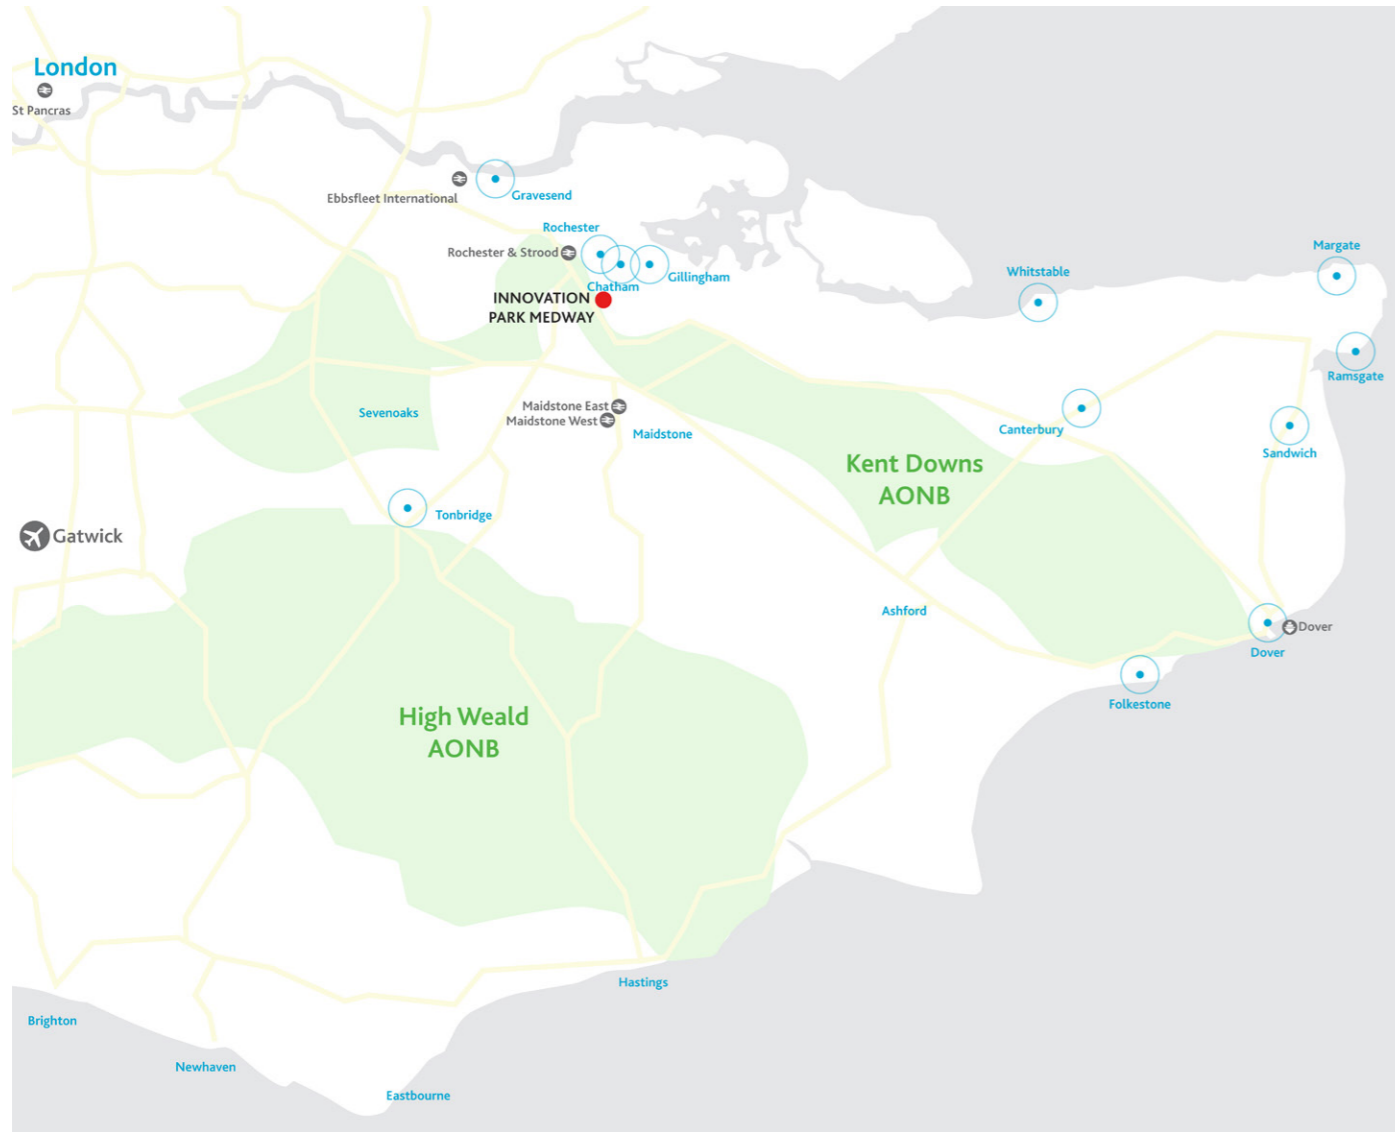 London
St Pancras
Ebbsfleet International
Gravesend
Rochester
Rochester & Strood
Gillingham
Chatham
INNOVATION
PARK MEDWAY
Margate
Whitstable
Ramsgate
Sevenoaks
Maidstone East
Maidstone West
Maidstone
Canterbury
Sandwich
Kent Downs
AONB
Tonbridge
Gatwick
Ashford
Dover
Dover
Folkestone
High Weald
AONB
Hastings
Brighton
Newhaven
Eastbourne